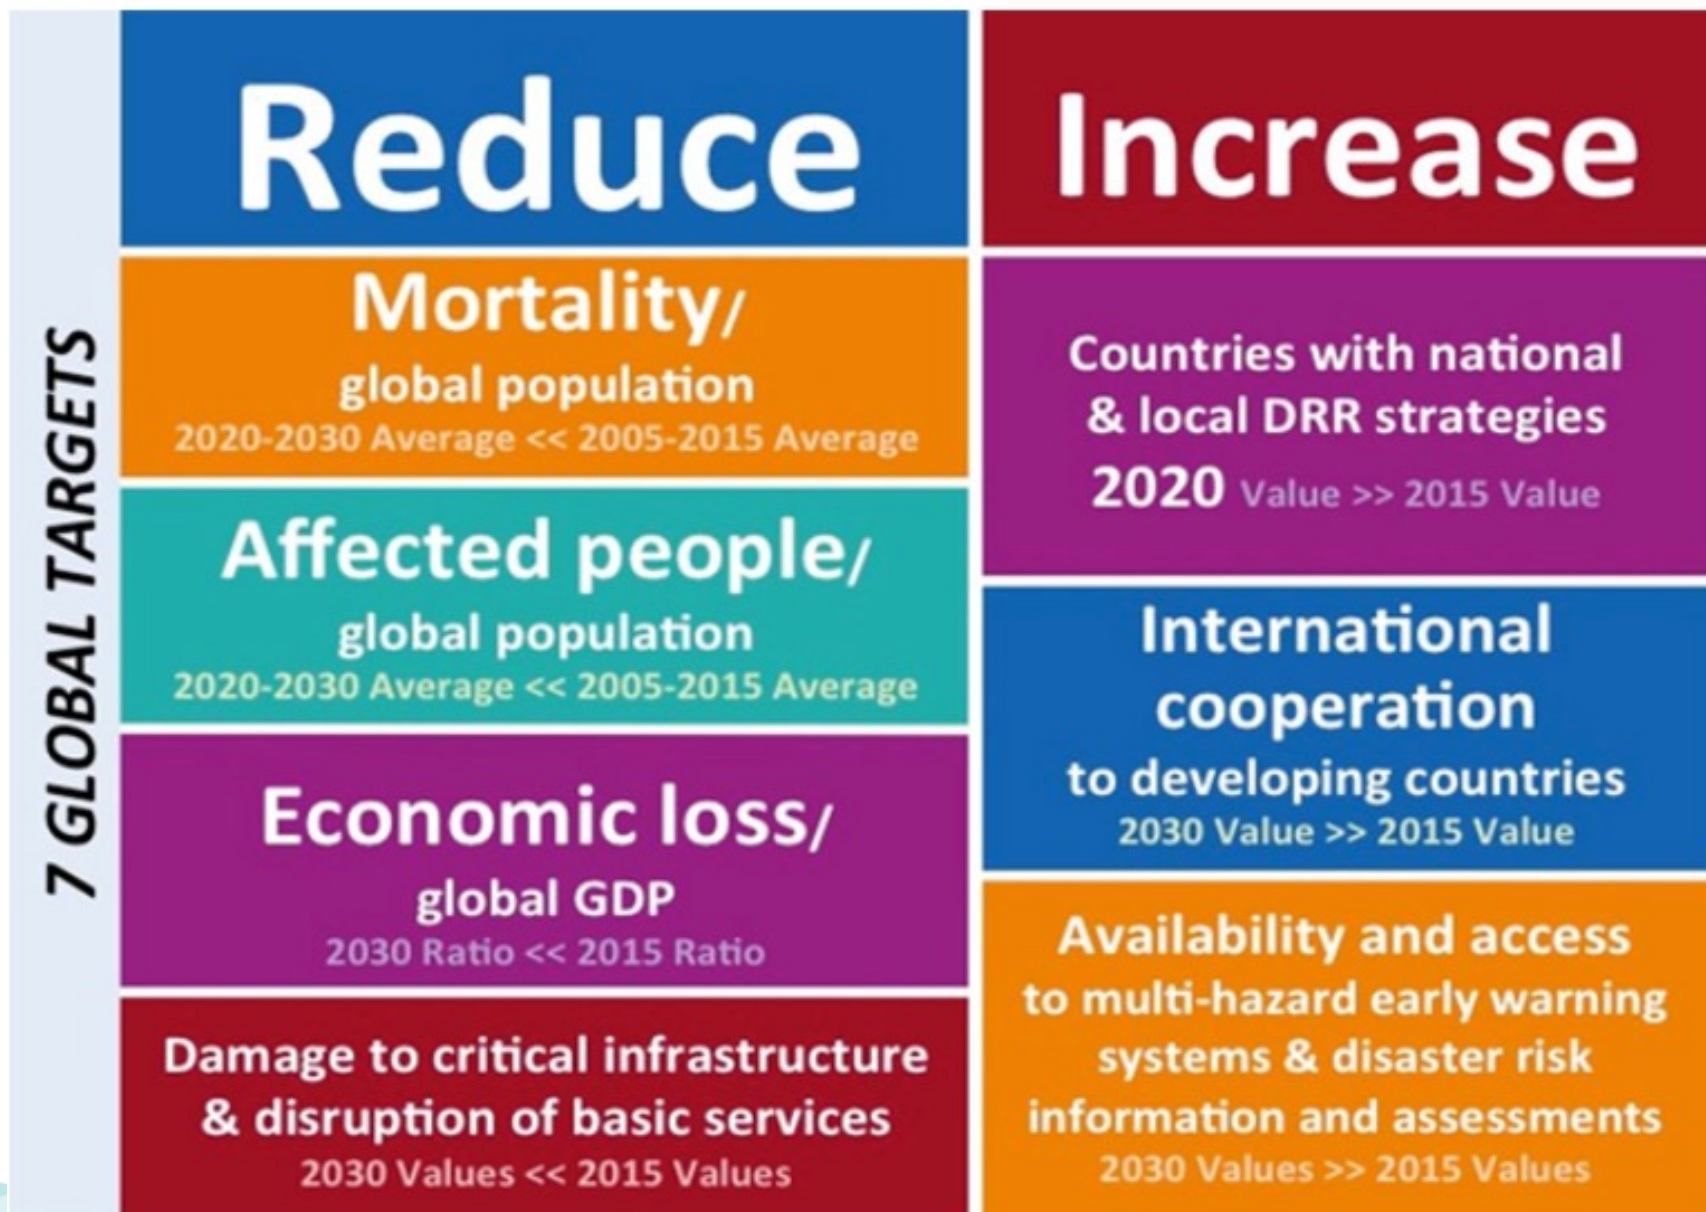 7 GLOBAL TARGETS
Reduce
Mortality/
global population
2020-2030 Average << 2005-2015 Average
Affected people/
global population
2020-2030 Average << 2005-2015 Average
Economic loss/
global GDP
2030 Ratio << 2015 Ratio
Damage to critical infrastructure
& disruption of basic services
2030 Values << 2015 Values
Increase
Countries with national
& local DRR strategies
2020 Value >> 2015 Value
International
cooperation
to developing countries
2030 Value >> 2015 Value
Availability and access
to multi-hazard early warning
systems & disaster risk
information and assessments
2030 Values >> 2015 Values